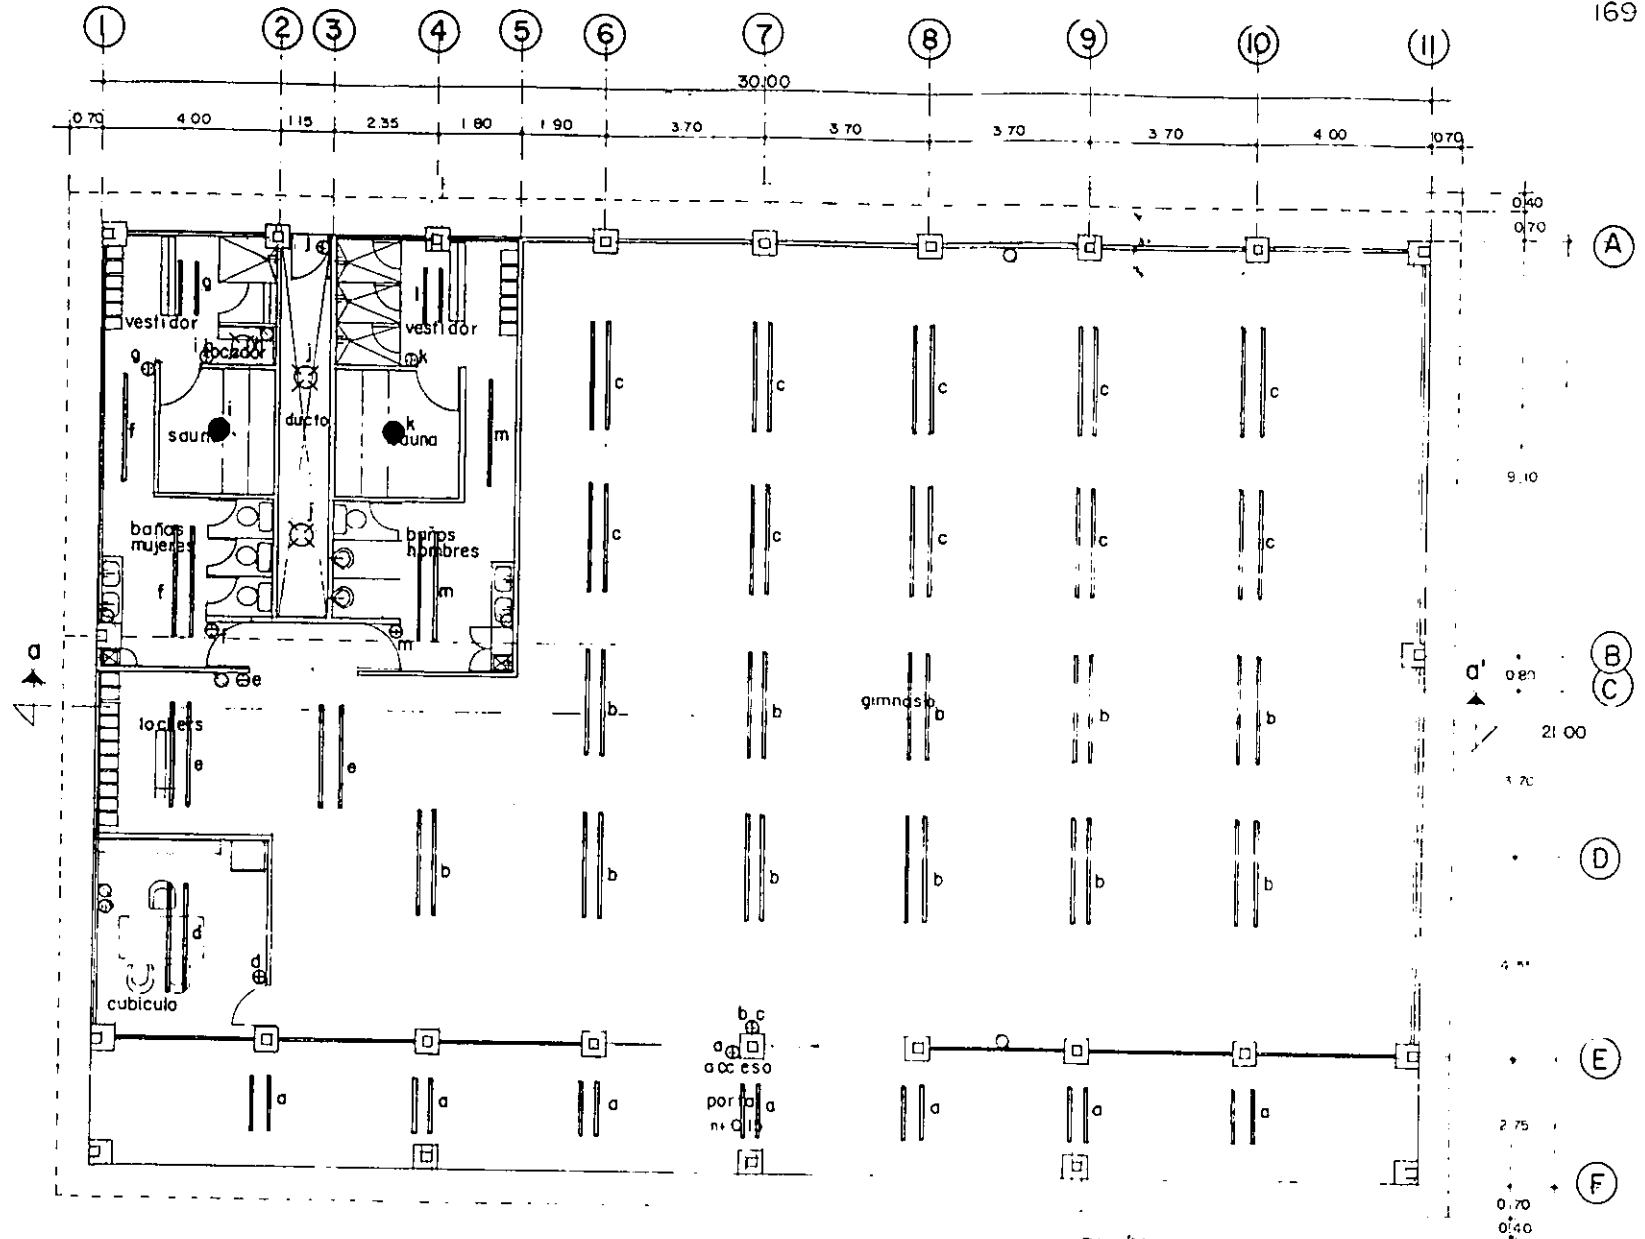 169
1 2 3 4 5 6 7 8 9 10 11
30.00
0.70 4.00 1.15 2.35 1.80 1.90 3.70 3.70 3.70 3.70 4.00 0.70
0.40
0.70
A
j
g l
vestidor vestidor
tocador
g i j k
c c c c c
i k
sauna ducto sauna
f m
9.10
j
baños
mujeres
baños
hombres
c c c c c
f m
f m
a
e
B
C
a'
0.80
lockers
gimnasio
b b b b b
21.00
e e
3.70
D
b b b b b b
d
d
cubiculo
b c
a
acceso
E
portal
a a a a a a a
2.75
F
0.70
0.40